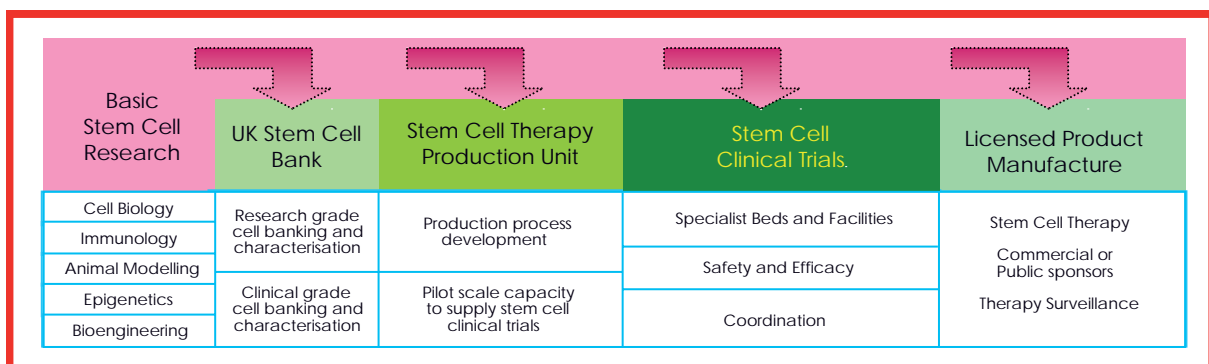 Basic
Stem Cell
Research
UK Stem Cell
Bank
Stem Cell Therapy
Production Unit
Stem Cell
Clinical Trials.
Licensed Product
Manufacture
Cell Biology
Immunology
Animal Modelling
Epigenetics
Bioengineering
Research grade
cell banking and
characterisation
Clinical grade
cell banking and
characterisation
Production process
development
Pilot scale capacity
to supply stem cell
clinical trials
Specialist Beds and Facilities
Safety and Efficacy
Coordination
Stem Cell Therapy
Commercial or
Public sponsors
Therapy Surveillance